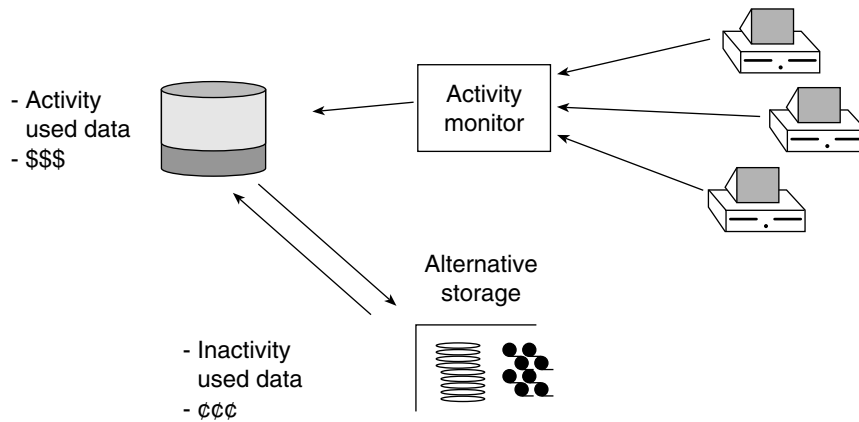 - Activity
used data
- $$$
Activity
monitor
Alternative
storage
- Inactivity
used data
- ¢¢¢